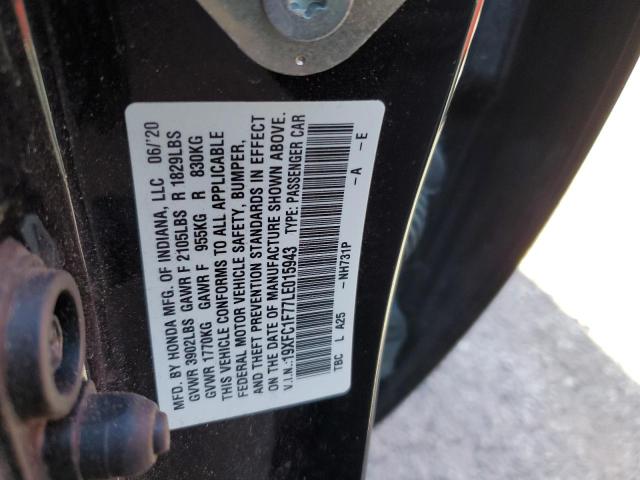 MFD. BY HONDA MFG. OF INDIANA, LLC 06/'20
GVWR 3902LBS GAWR F 2105LBS R 1829LBS
GVWR 1770KG GAWR F 955KG R 830KG
THIS VEHICLE CONFORMS TO ALL APPLICABLE
FEDERAL MOTOR VEHICLE SAFETY, BUMPER,
AND THEFT PREVENTION STANDARDS IN EFFECT
ON THE DATE OF MANUFACTURE SHOWN ABOVE.
V.I.N.:19XFC1F77LE015943 TYPE: PASSENGER CAR
-NH731P -A -E
TBC L A25